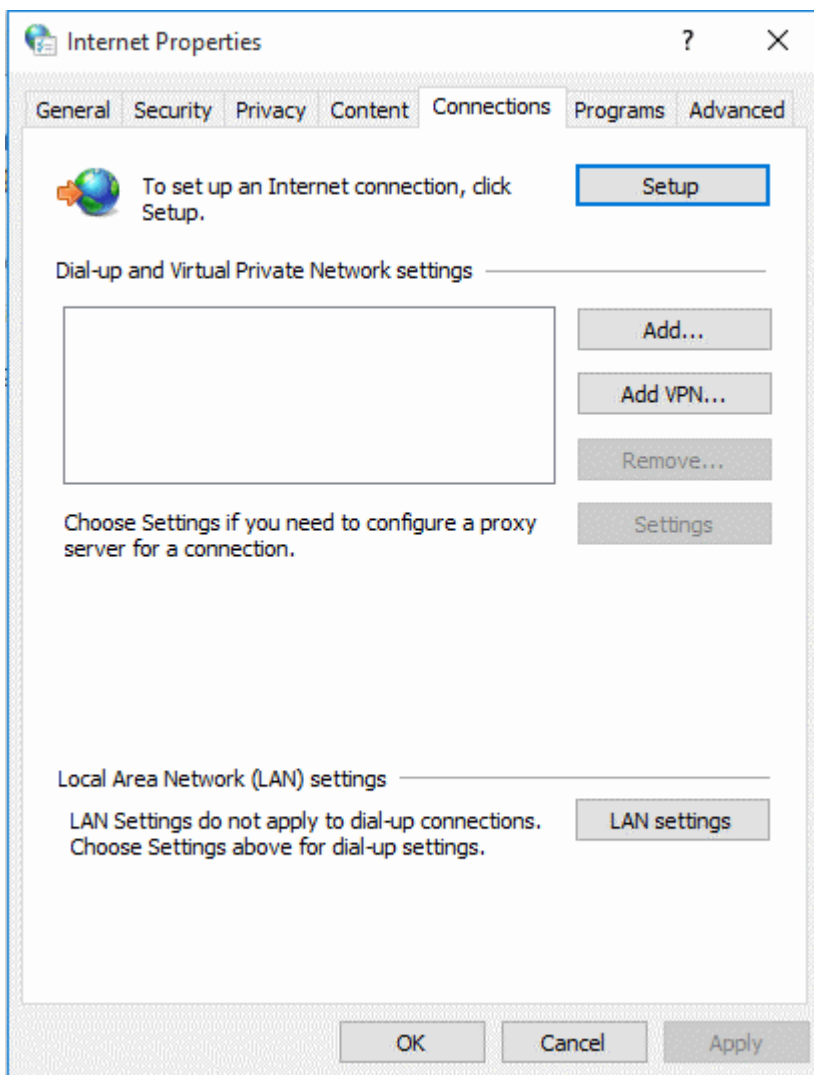 Internet Properties
?
General Security Privacy Content Connections Programs Advanced
To set up an Internet connection, click
Setup.
Setup
Dial-up and Virtual Private Network settings
Add...
Add VPN...
Remove...
Choose Settings if you need to configure a proxy
server for a connection.
Settings
Local Area Network (LAN) settings
LAN Settings do not apply to dial-up connections.
Choose Settings above for dial-up settings.
LAN settings
OK Cancel Apply